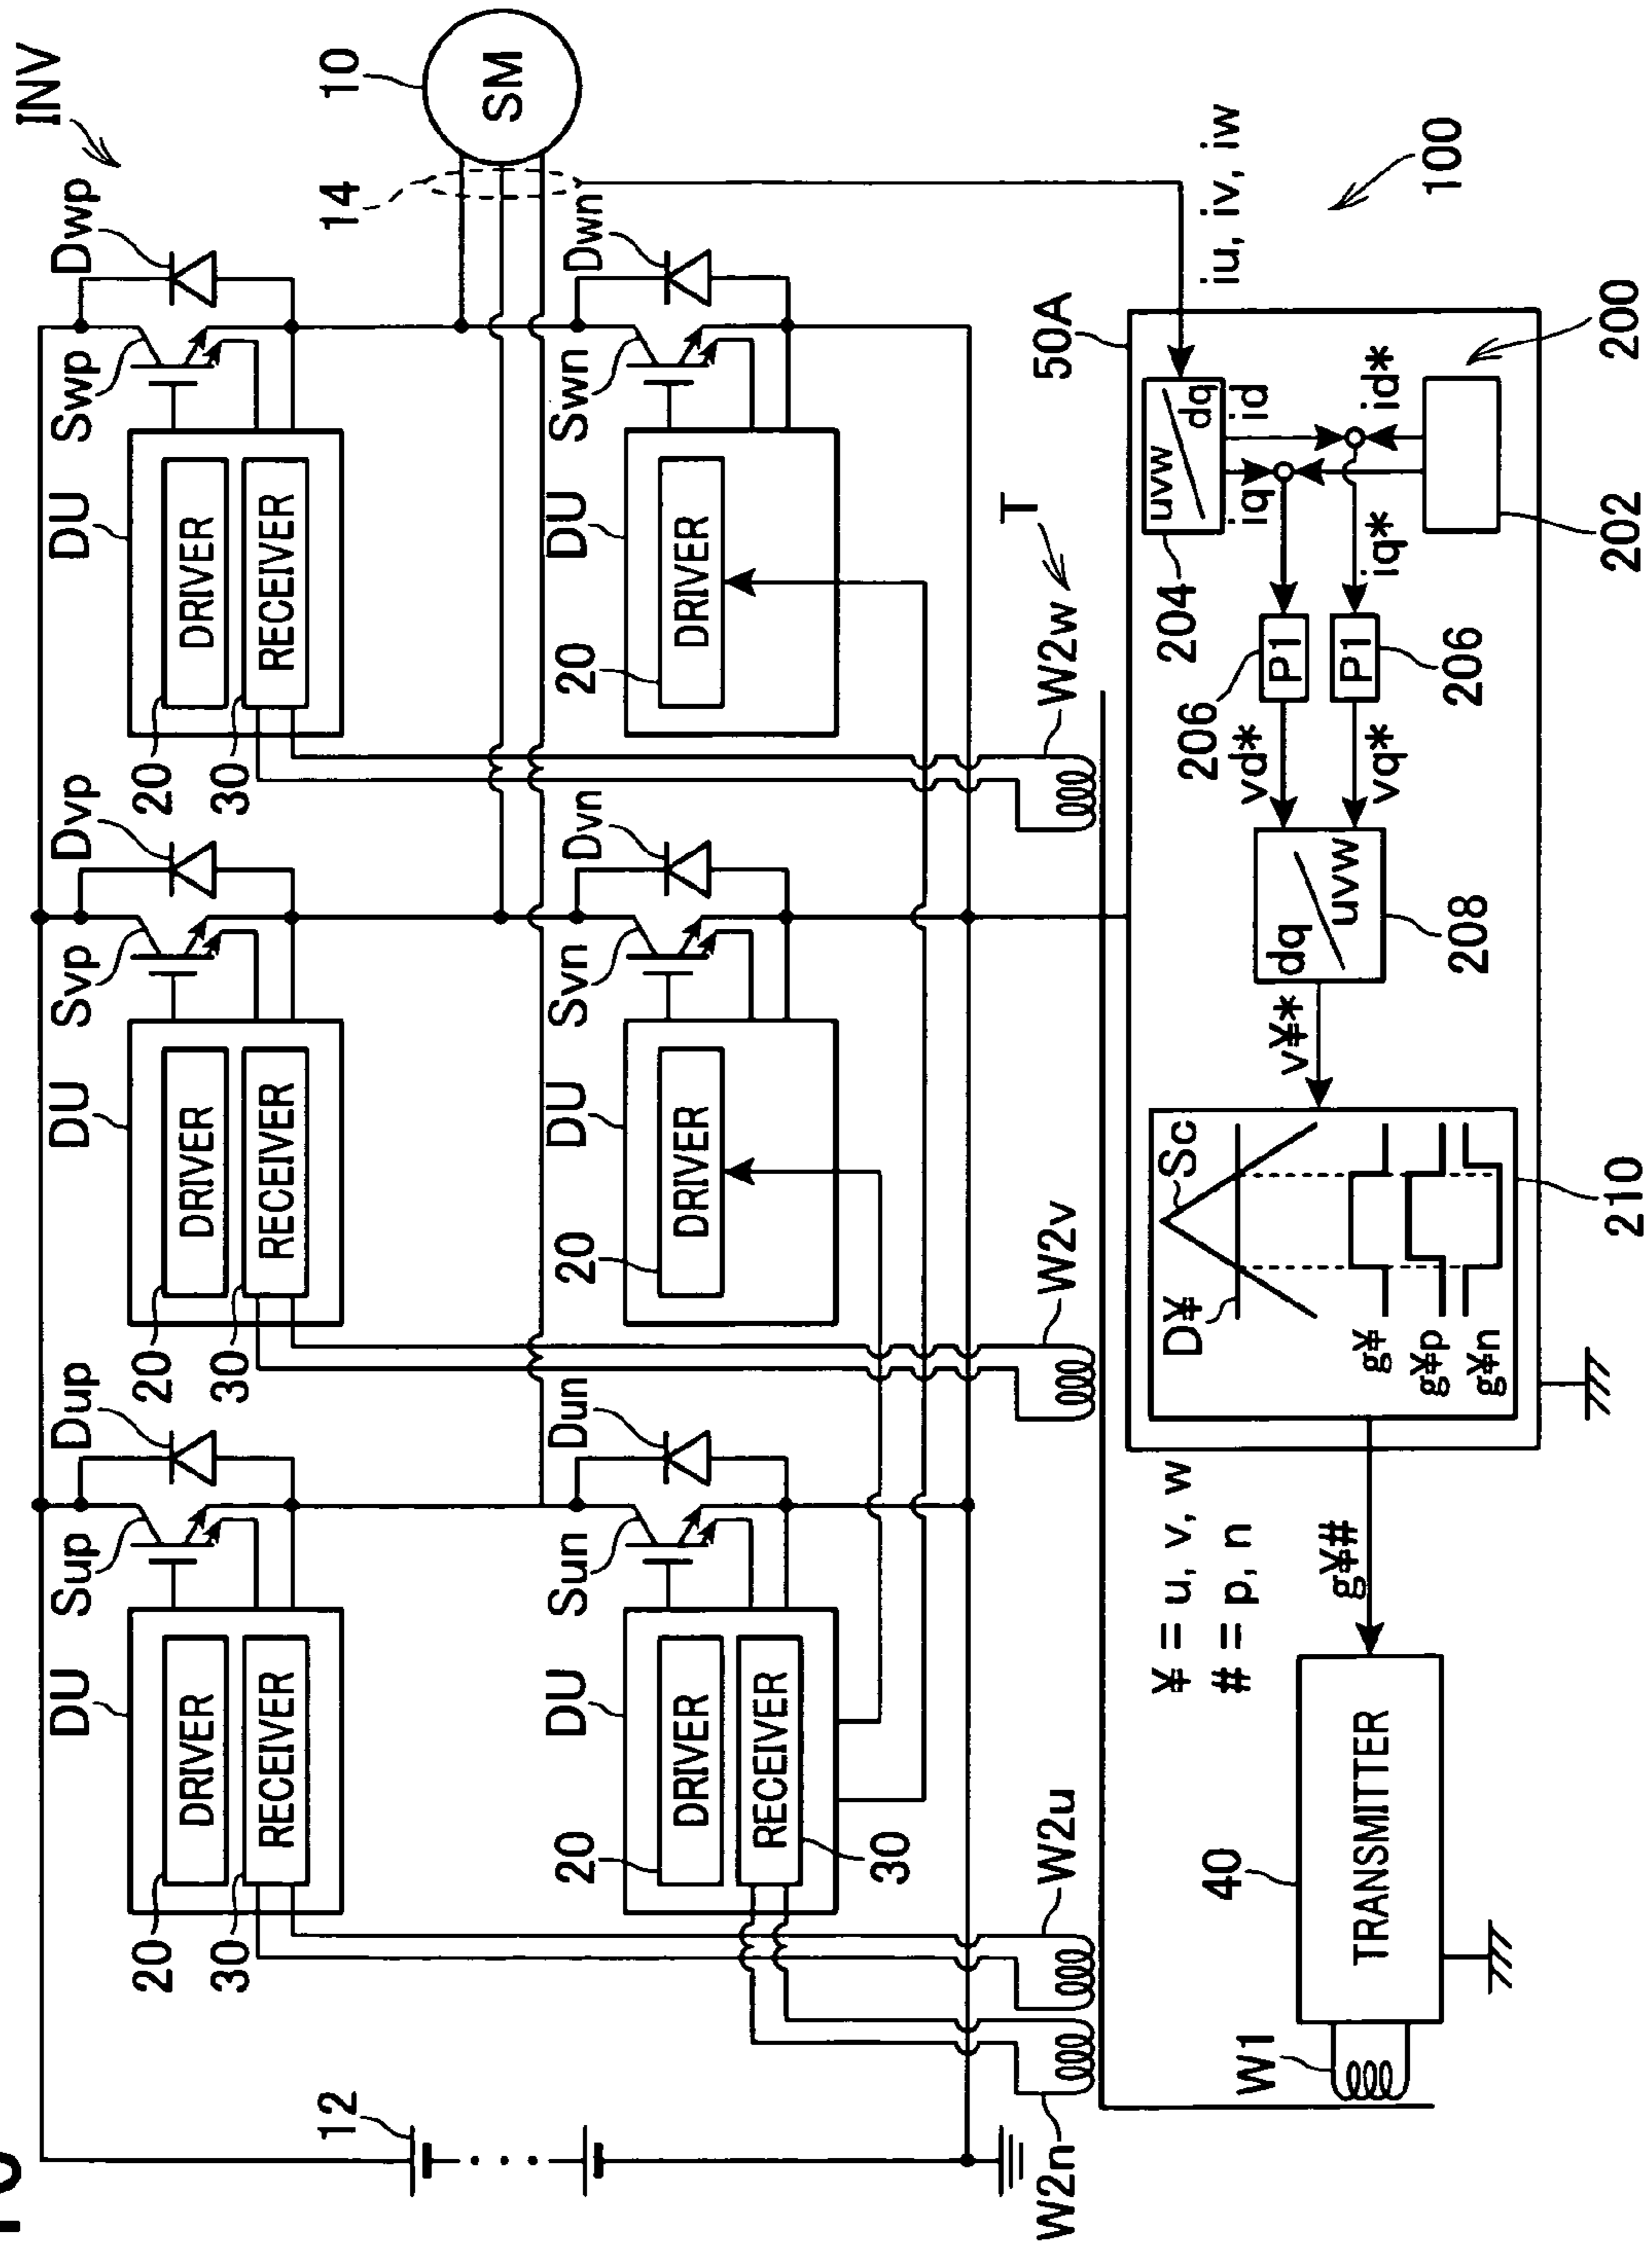 INV
Sup
Dup
Svp
Dvp
Swp
Dwp
DU
DU
DU
DRIVER
DRIVER
DRIVER
RECEIVER
RECEIVER
RECEIVER
20
20
20
30
30
30
12
14
10
SM
Sun
Dun
Svn
Dvn
Swn
Dwn
DU
DU
DU
20
20
20
DRIVER
DRIVER
DRIVER
RECEIVER
30
T
W2n
W2u
W2v
W2w
50A
¥ = u, v, w
# = p, n
D¥
Sc
g¥
g¥p
g¥n
210
v¥*
dq
uvw
208
vd*
vq*
206
P1
P1
206
204
uvw
dq
iq
id
iq*
id*
202
200
iu, iv, iw
100
W1
40
TRANSMITTER
g¥#